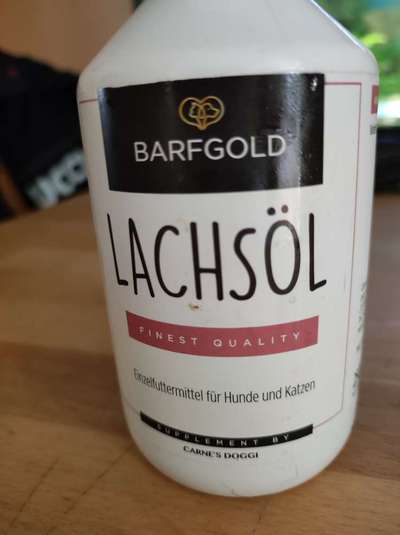 BARFGOLD
LACHSÖL
FINEST QUALITY
Einzelfuttermittel für Hunde und Katzen
SUPPLEMENT BY
CARNE'S DOGGI